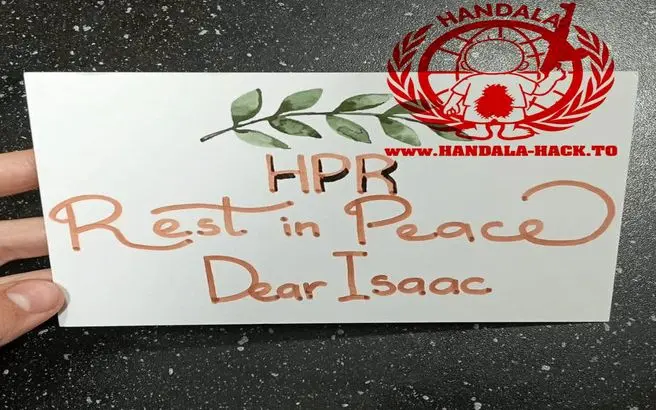 HANDALA
www.HANDALA-HACK.TO
HPR
Rest in Peace
Dear Isaac